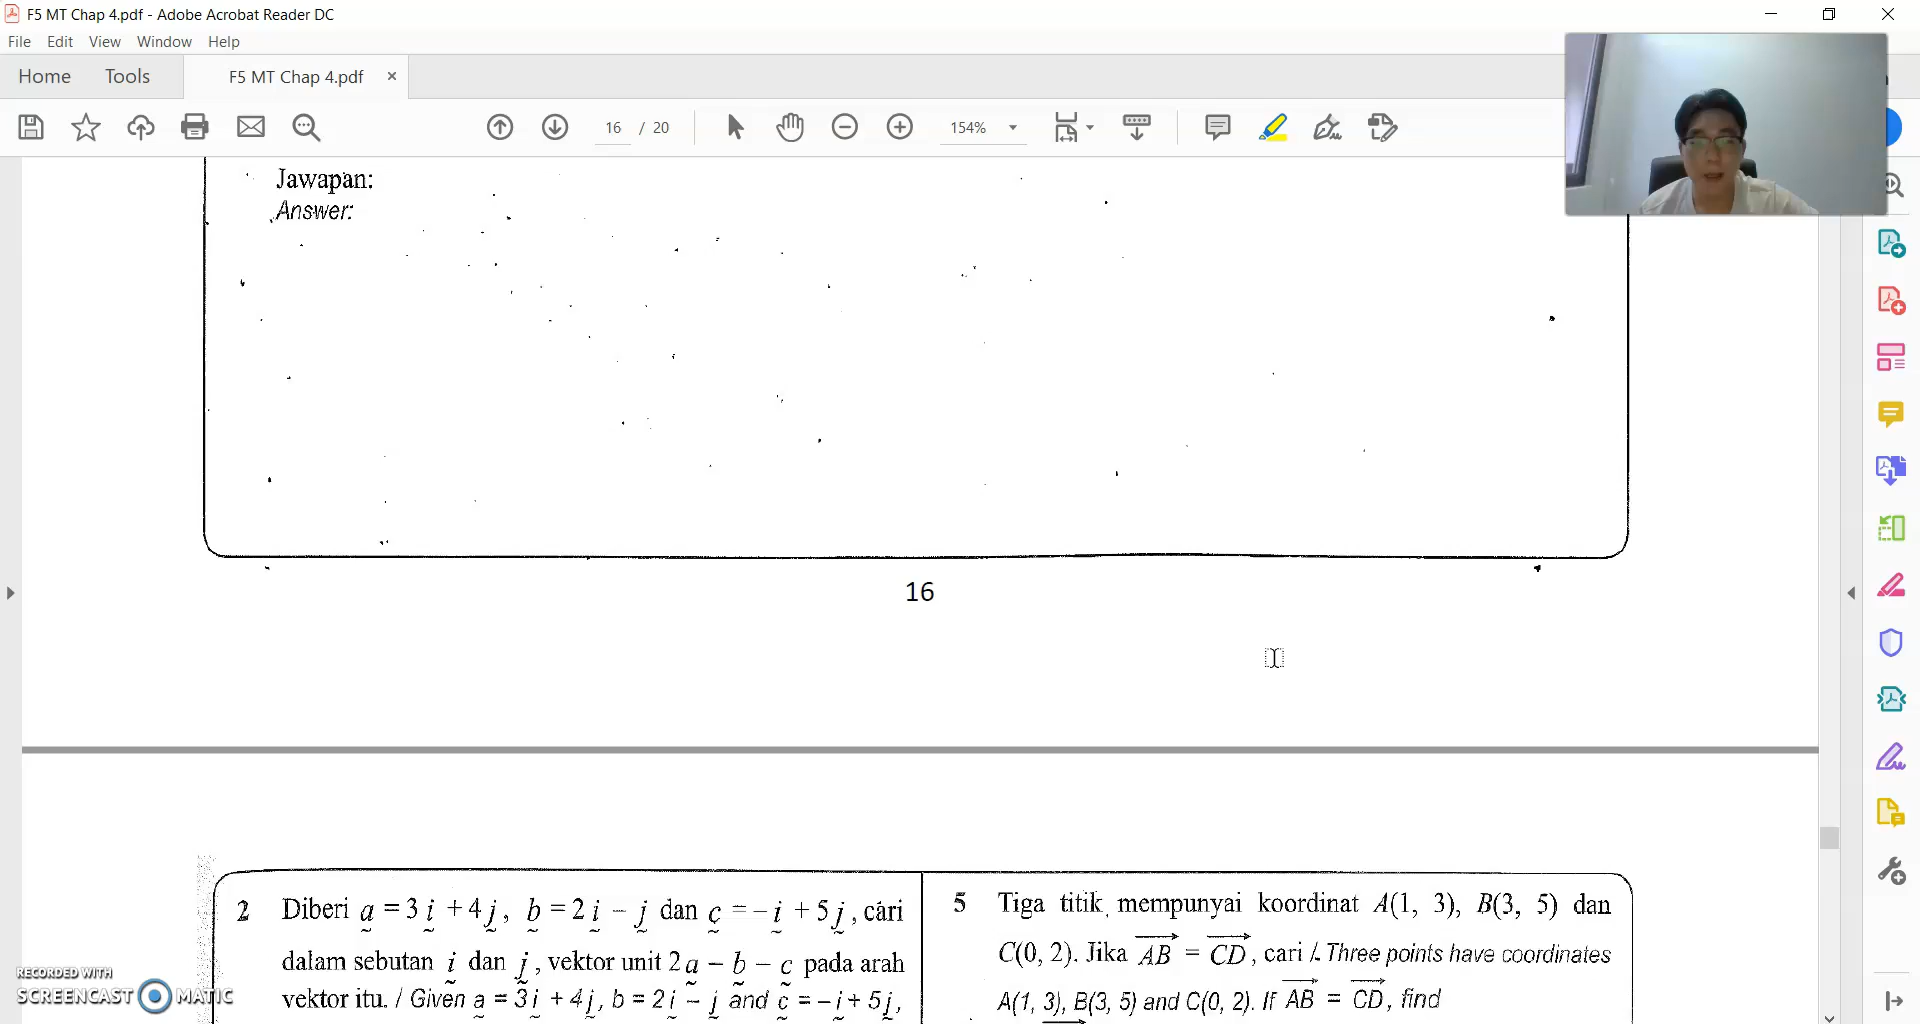 F5 MT Chap 4.pdf - Adobe Acrobat Reader DC
File Edit View Window Help
Home Tools F5 MT Chap 4.pdf ×
16 / 20 154%
Jawapan:
Answer:
16
2 Diberi a = 3i + 4j, b = 2i − j dan c = −i + 5j, cari
dalam sebutan i dan j, vektor unit 2a − b − c pada arah
vektor itu. / Given a = 3i + 4j, b = 2i − j and c = −i + 5j,
5 Tiga titik mempunyai koordinat A(1, 3), B(3, 5) dan
C(0, 2). Jika AB = CD, cari / Three points have coordinates
A(1, 3), B(3, 5) and C(0, 2). If AB = CD, find
RECORDED WITH
SCREENCAST MATIC